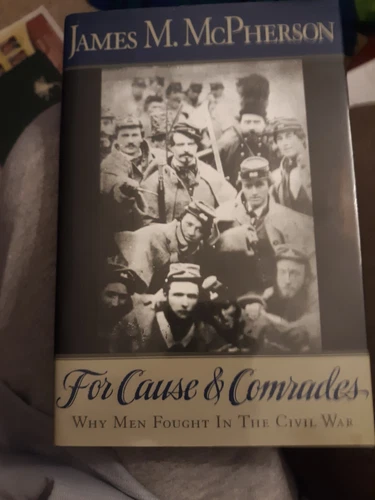 JAMES M. MCPHERSON
For Cause & Comrades
WHY MEN FOUGHT IN THE CIVIL WAR